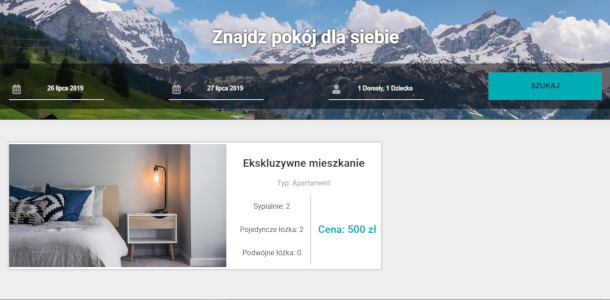 Znajdz pokój dla siebie
26 lipca 2019
27 lipca 2019
1 Dorosły, 1 Dziecko
SZUKAJ
Ekskluzywne mieszkanie
Typ: Apartament
Sypialnie: 2
Pojedyncze łóżka: 2
Podwójne łóżka: 0
Cena: 500 zł